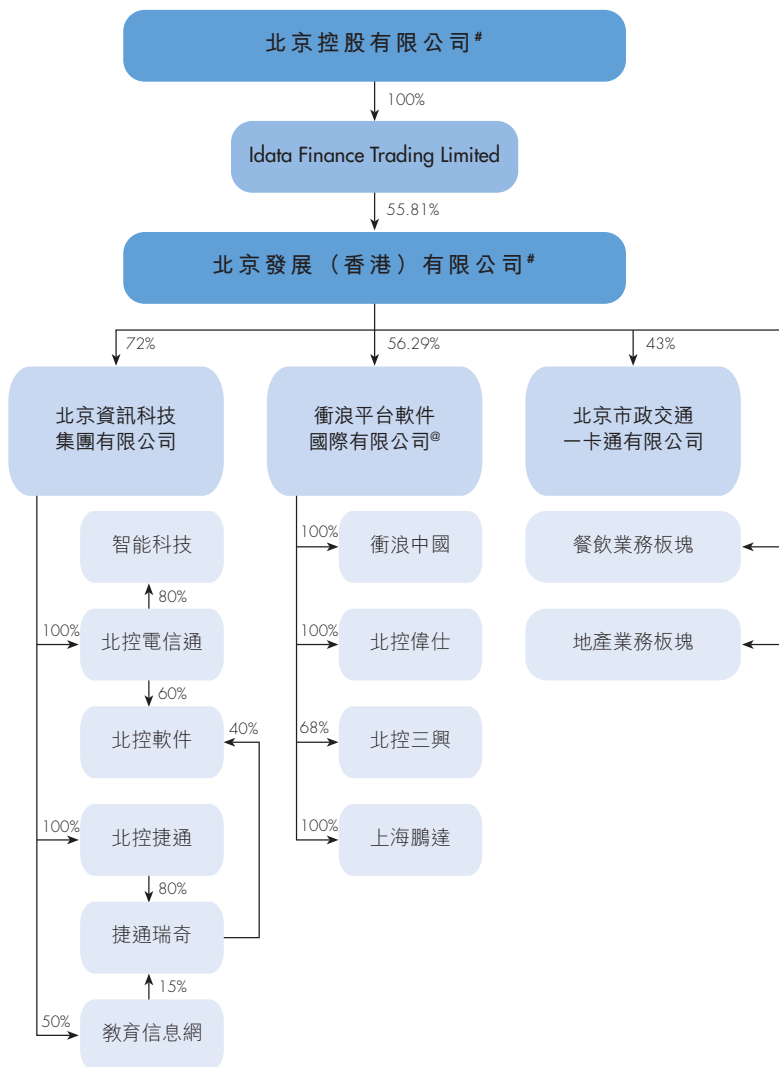 北京控股有限公司#
100%
Idata Finance Trading Limited
55.81%
北京發展（香港）有限公司#
72%
56.29%
43%
北京資訊科技
集團有限公司
衝浪平台軟件
國際有限公司@
北京市政交通
一卡通有限公司
智能科技
80%
100%
北控電信通
60%
北控軟件
40%
100%
北控捷通
80%
捷通瑞奇
15%
50%
教育信息網
100%
衝浪中國
100%
北控偉仕
68%
北控三興
100%
上海鵬達
餐飲業務板塊
地產業務板塊